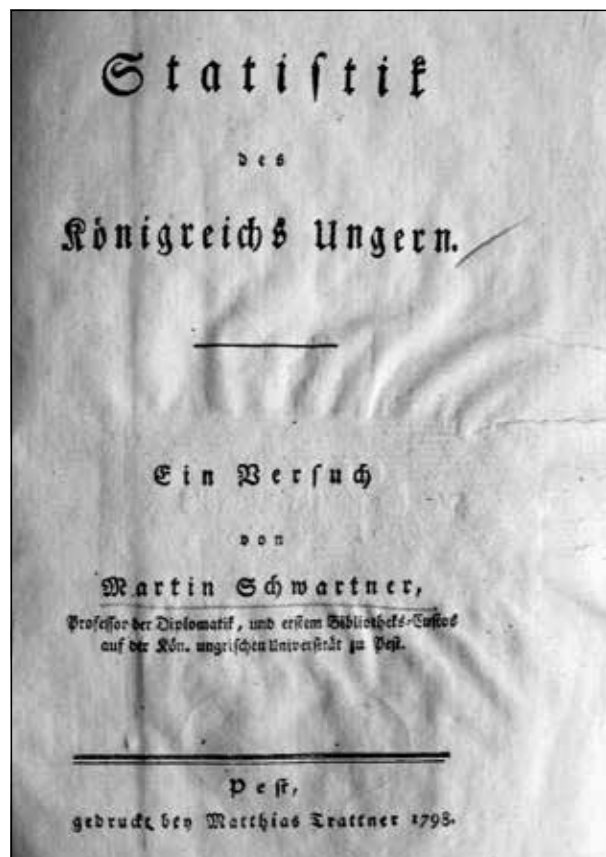 Statistik
des
Königreichs Ungern.
Ein Versuch
von
Martin Schwartner,
Professor der Diplomatik, und erstem Bibliotheks-Custos
auf der Kön. ungrischen Universität zu Pest.
Pest,
gedruckt bey Matthias Trattner 1798.